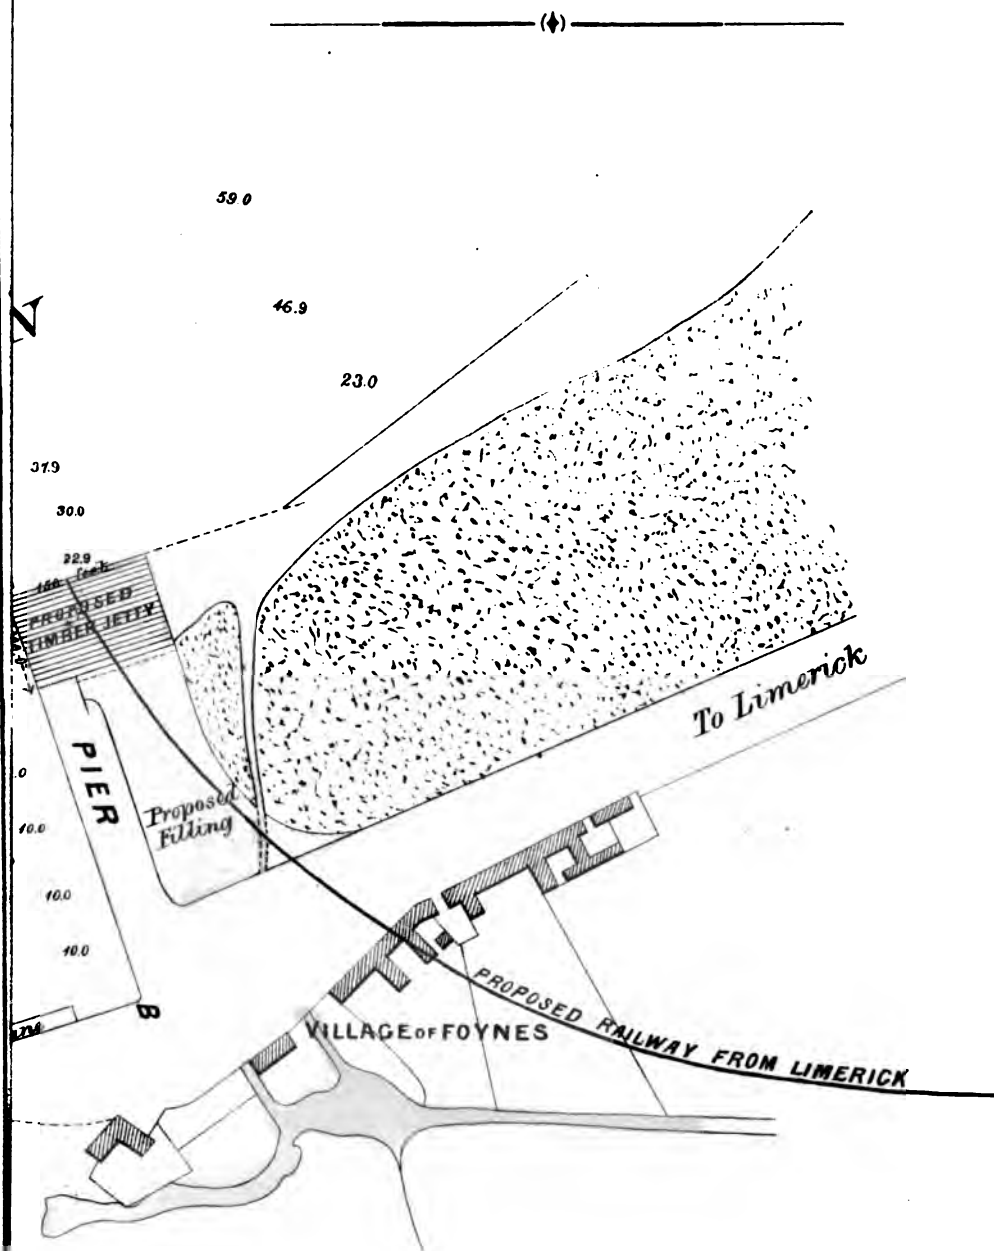 59.0
46.9
N
23.0
37.9
30.0
22.9
150 feet
PROPOSED
TIMBER JETTY
To Limerick
PIER
.0
Proposed
Filling
10.0
10.0
10.0
B
PROPOSED RAILWAY FROM LIMERICK
VILLAGE OF FOYNES